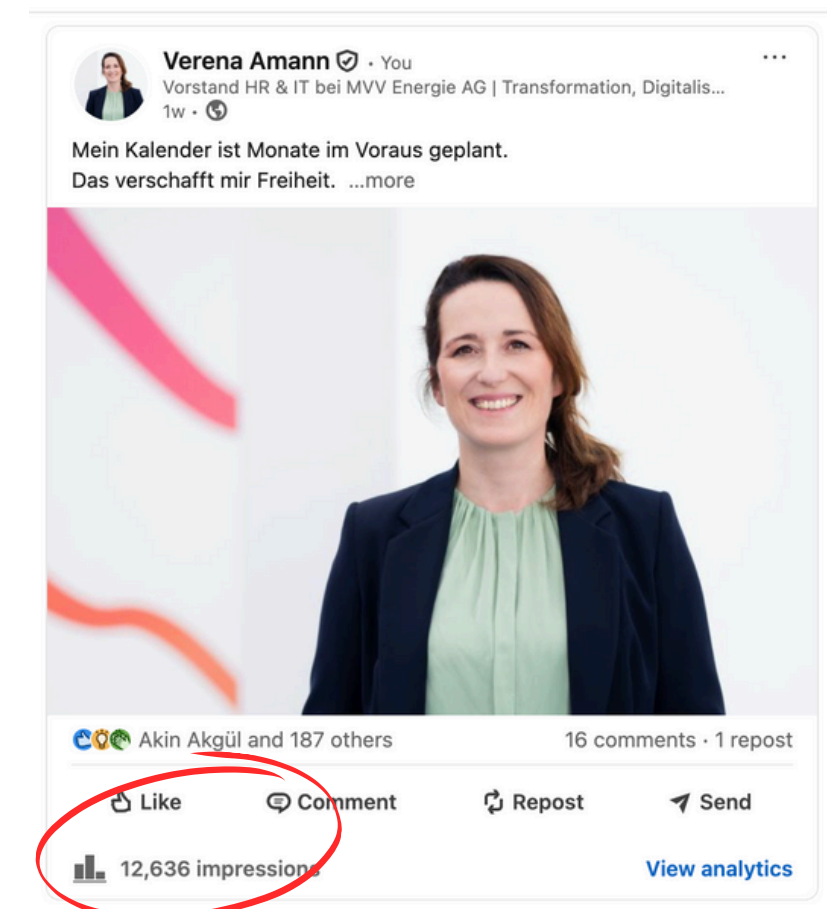 Verena Amann · You
Vorstand HR & IT bei MVV Energie AG | Transformation, Digitalis...
1w ·
Mein Kalender ist Monate im Voraus geplant.
Das verschafft mir Freiheit. ...more
Akin Akgül and 187 others 16 comments · 1 repost
Like Comment Repost Send
12,636 impressions View analytics